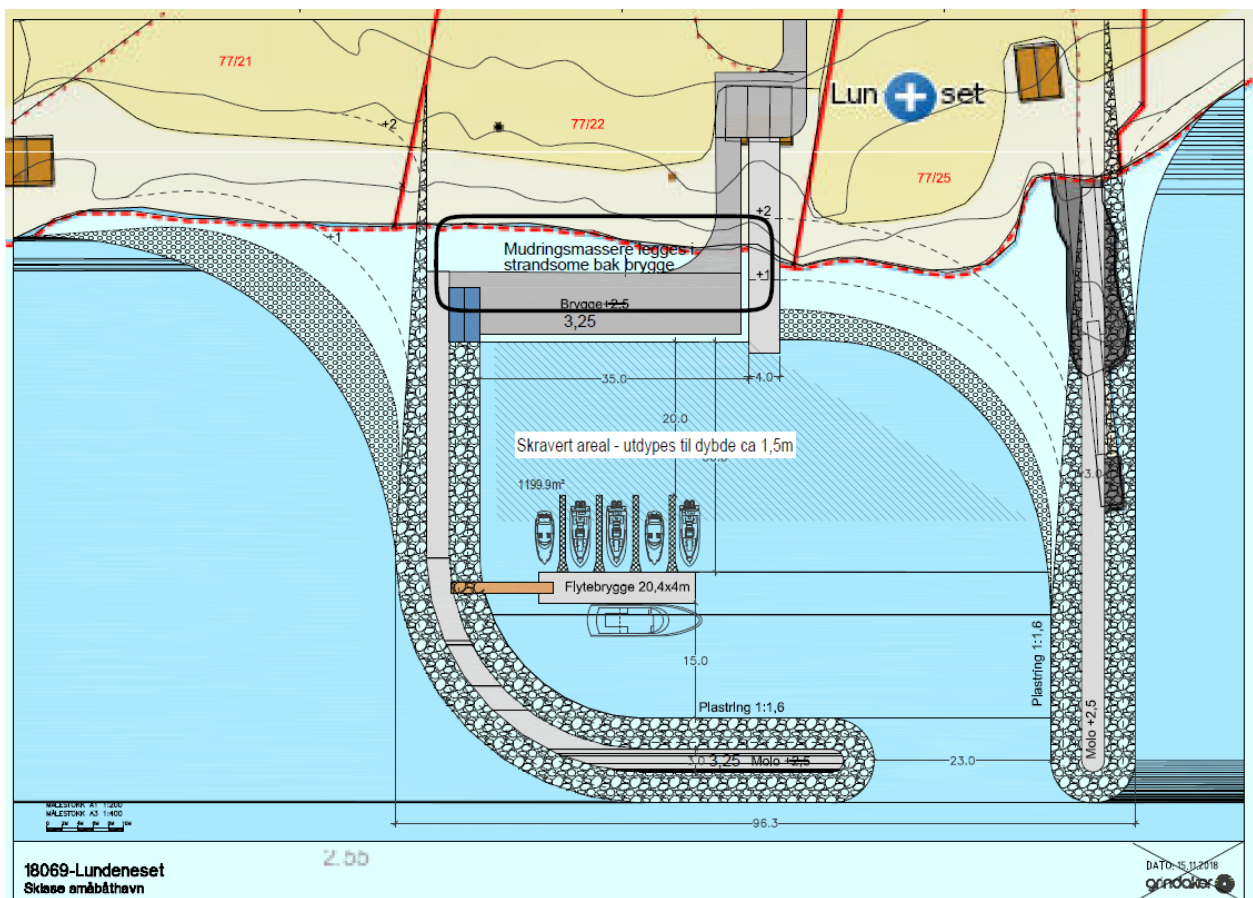 77/21
+2
77/22
Lun set
77/25
+2
+1
Mudringsmassere legges i
strandsome bak brygge
+1
Brygge+2,5
3,25
35.0
4.0
20.0
Skravert areal - utdypes til dybde ca 1,5m
1199.9m²
3.0
Flytebrygge 20,4x4m
15.0
Plastring 1:1,6
Plastring 1:1,6
Molo +2,5
3.0 3,25 Molo +2,5
23.0
96.3
MÅLESTOKK A1 1:200
MÅLESTOKK A3 1:400
2.55
18069-Lundeneset
Skisse småbåthavn
DATO: 15.11.2018
grindaker